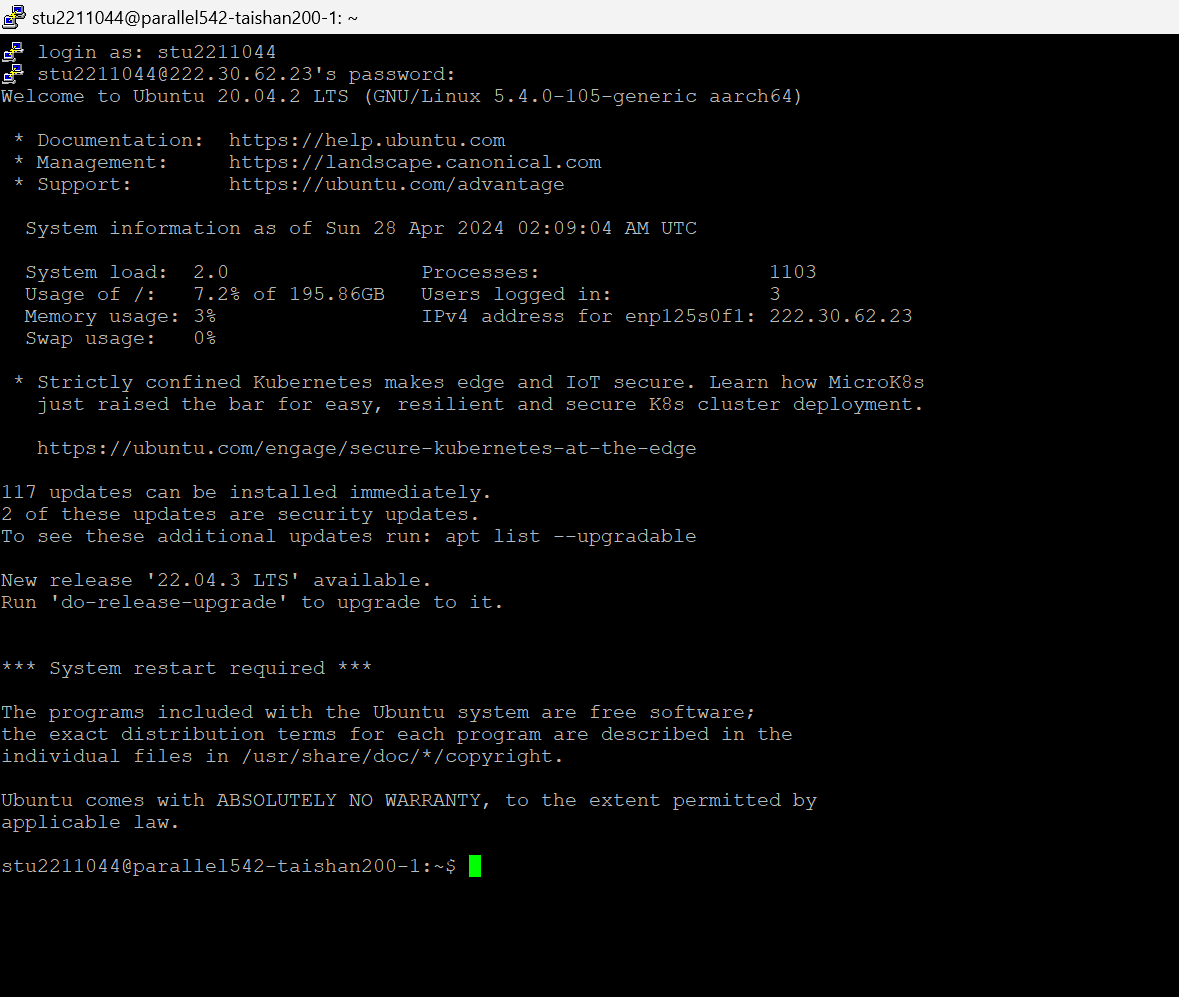 stu2211044@parallel542-taishan200-1: ~
login as: stu2211044
stu2211044@222.30.62.23's password:
Welcome to Ubuntu 20.04.2 LTS (GNU/Linux 5.4.0-105-generic aarch64)
* Documentation:  https://help.ubuntu.com
* Management:     https://landscape.canonical.com
* Support:        https://ubuntu.com/advantage
System information as of Sun 28 Apr 2024 02:09:04 AM UTC
System load:  2.0                Processes:                   1103
Usage of /:   7.2% of 195.86GB   Users logged in:             3
Memory usage: 3%                 IPv4 address for enp125s0f1: 222.30.62.23
Swap usage:   0%
* Strictly confined Kubernetes makes edge and IoT secure. Learn how MicroK8s
just raised the bar for easy, resilient and secure K8s cluster deployment.
https://ubuntu.com/engage/secure-kubernetes-at-the-edge
117 updates can be installed immediately.
2 of these updates are security updates.
To see these additional updates run: apt list --upgradable
New release '22.04.3 LTS' available.
Run 'do-release-upgrade' to upgrade to it.
*** System restart required ***
The programs included with the Ubuntu system are free software;
the exact distribution terms for each program are described in the
individual files in /usr/share/doc/*/copyright.
Ubuntu comes with ABSOLUTELY NO WARRANTY, to the extent permitted by
applicable law.
stu2211044@parallel542-taishan200-1:~$